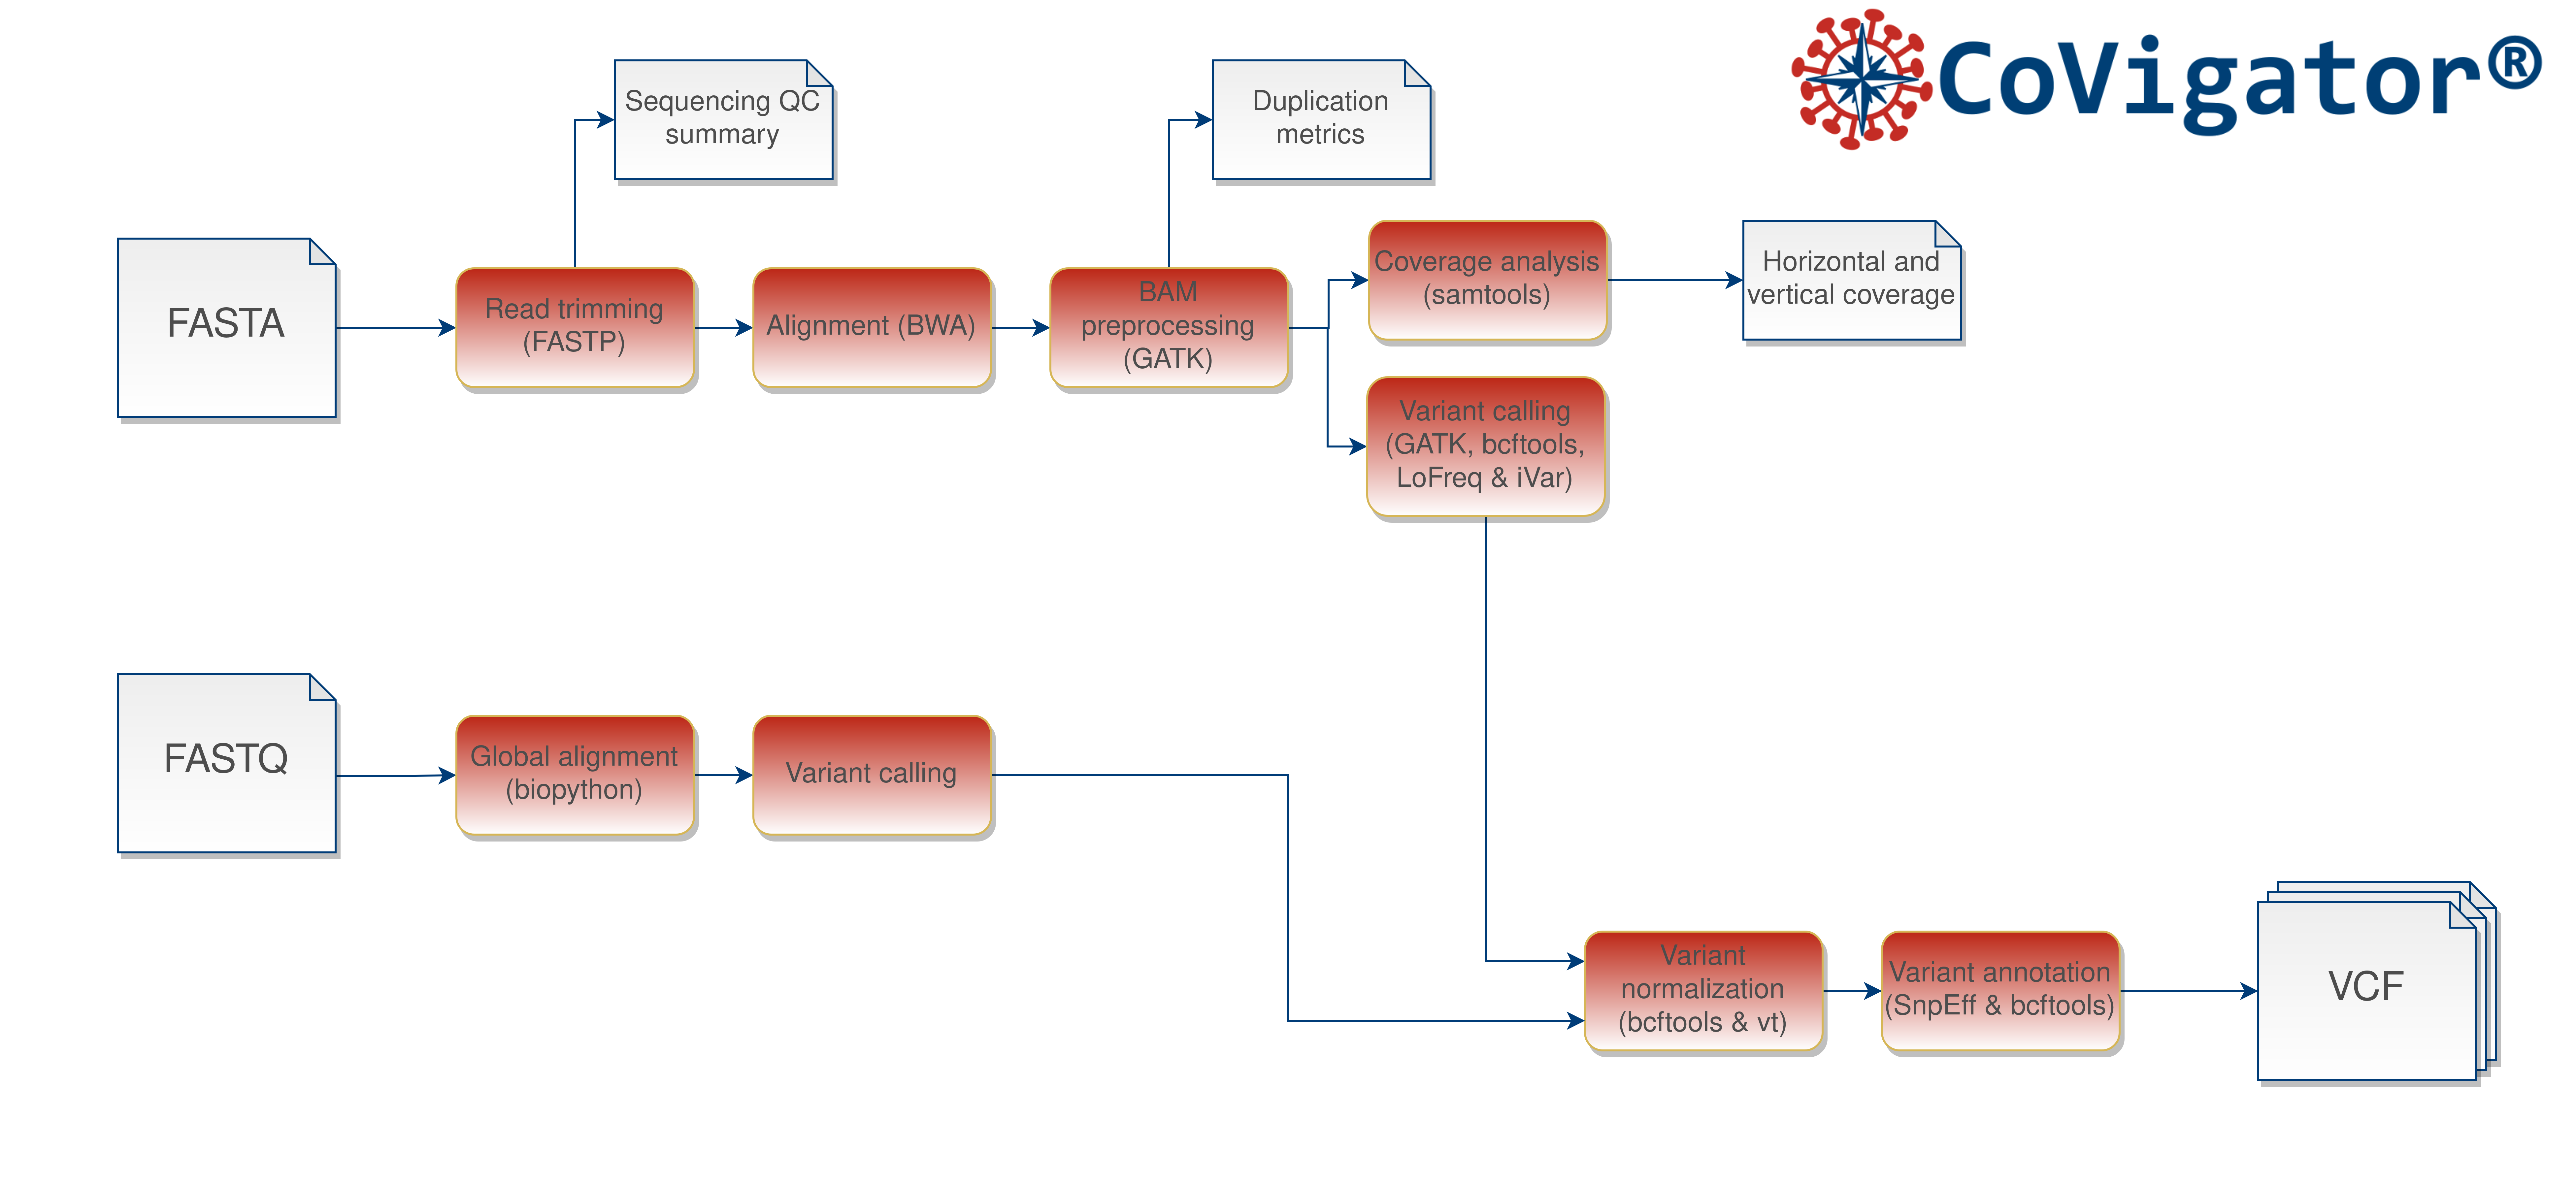 CoVigator®
Sequencing QC
summary
Duplication
metrics
FASTA
Read trimming
(FASTP)
Alignment (BWA)
BAM
preprocessing
(GATK)
Coverage analysis
(samtools)
Horizontal and
vertical coverage
Variant calling
(GATK, bcftools,
LoFreq & iVar)
FASTQ
Global alignment
(biopython)
Variant calling
Variant
normalization
(bcftools & vt)
Variant annotation
(SnpEff & bcftools)
VCF